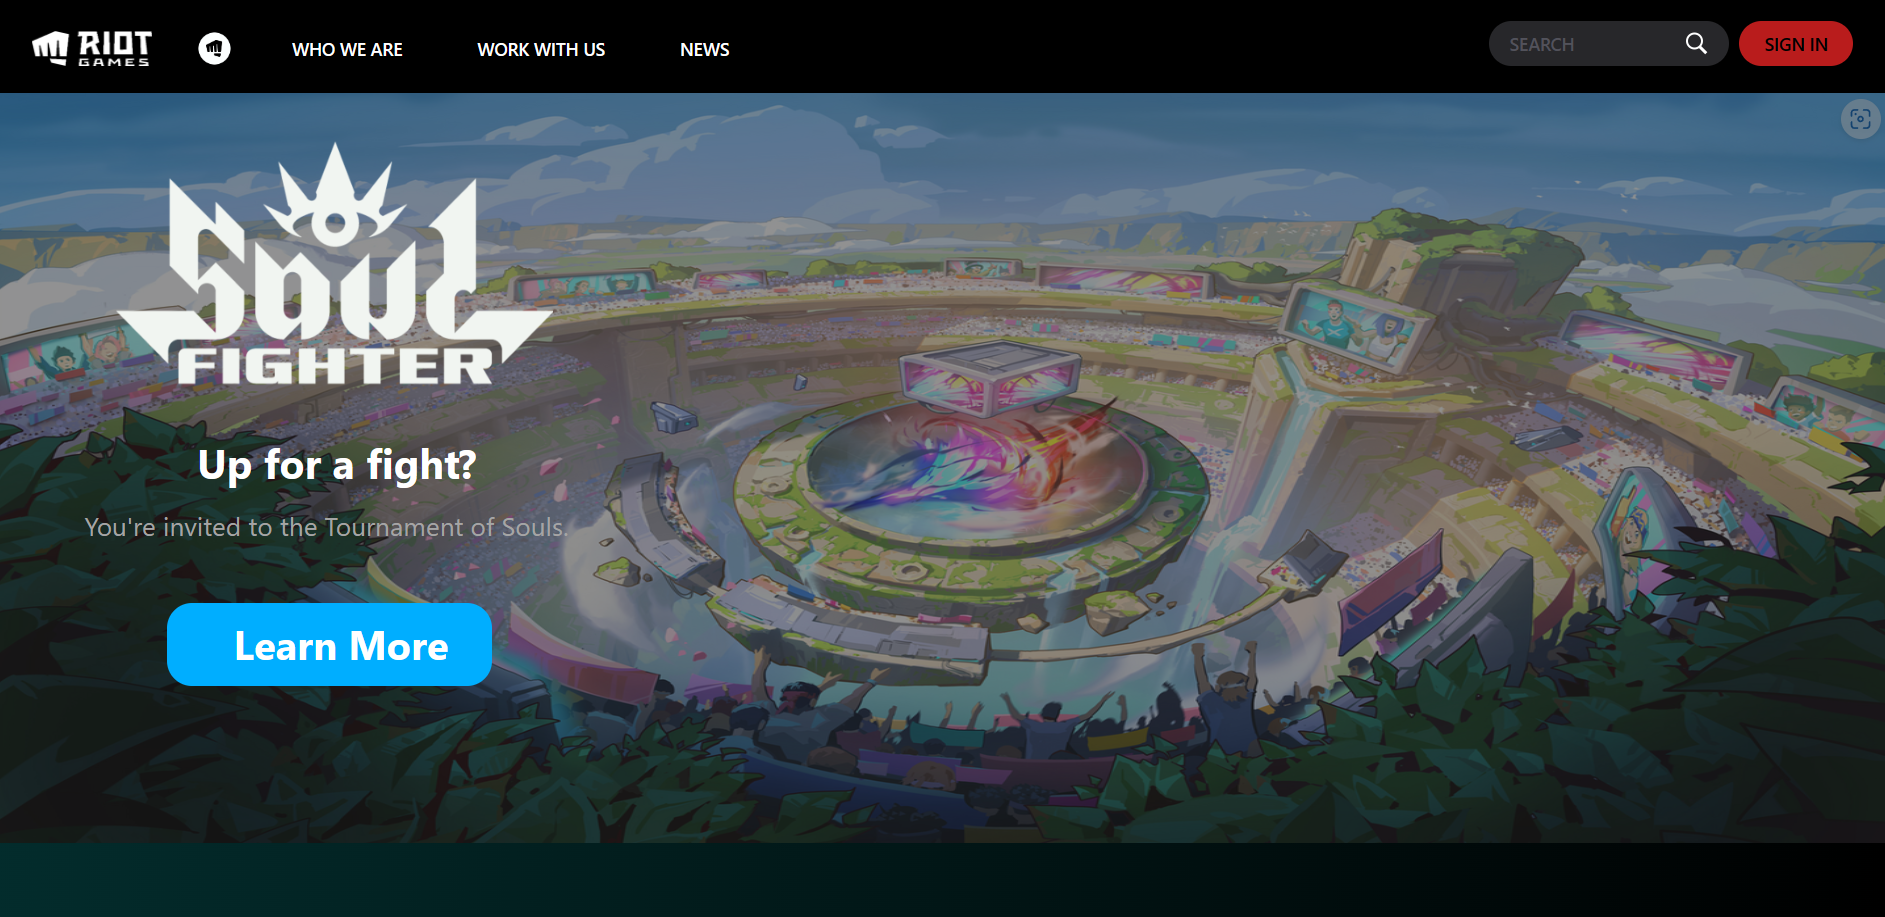 RIOT
GAMES
WHO WE ARE
WORK WITH US
NEWS
SEARCH
SIGN IN
SOUL
FIGHTER
Up for a fight?
You're invited to the Tournament of Souls.
Learn More